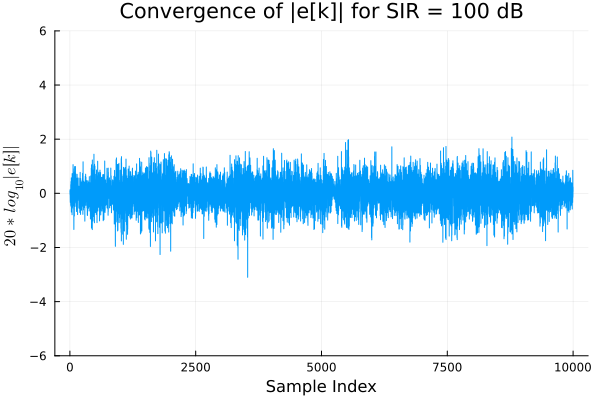 Convergence of |e[k]| for SIR = 100 dB
20 * log₁₀|e[k]|
6
4
2
0
−2
−4
−6
0 2500 5000 7500 10000
Sample Index